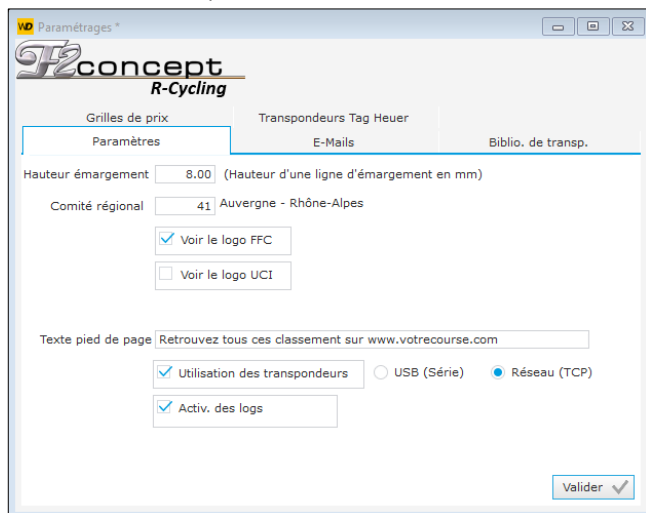 WD Paramétrages *
F2concept
R-Cycling
Grilles de prix Transpondeurs Tag Heuer
Paramètres E-Mails Biblio. de transp.
Hauteur émargement 8.00 (Hauteur d'une ligne d'émargement en mm)
Comité régional 41 Auvergne - Rhône-Alpes
Voir le logo FFC
Voir le logo UCI
Texte pied de page Retrouvez tous ces classement sur www.votrecourse.com
Utilisation des transpondeurs USB (Série) Réseau (TCP)
Activ. des logs
Valider